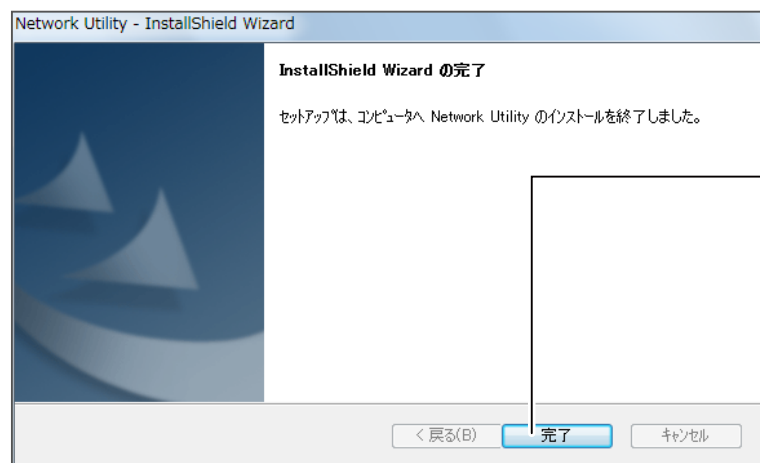 Network Utility - InstallShield Wizard
InstallShield Wizard の完了
セットアップは、コンピュータへ Network Utility のインストールを終了しました。
< 戻る(B) 完了 キャンセル